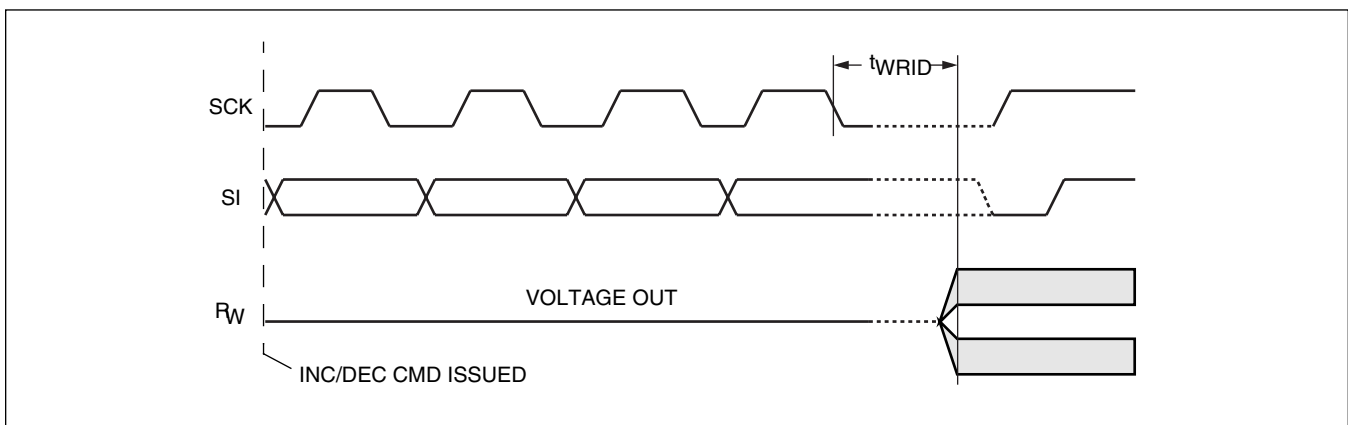 tWRID
SCK
SI
VOLTAGE OUT
RW
INC/DEC CMD ISSUED